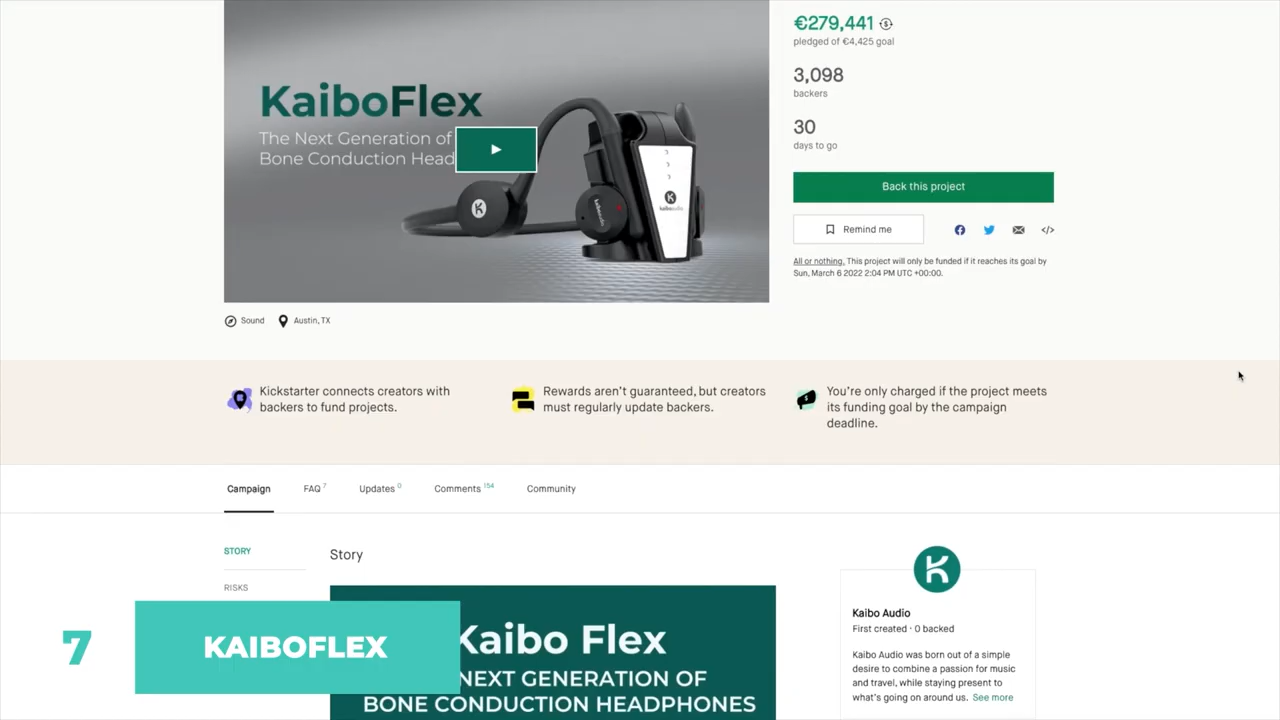 €279,441
pledged of €4,425 goal
3,098
backers
30
days to go
Back this project
Remind me
All or nothing. This project will only be funded if it reaches its goal by
Sun, March 6 2022 2:04 PM UTC +00:00.
KaiboFlex
The Next Generation of
Bone Conduction Head
kaiboaudio
Sound
Austin, TX
Kickstarter connects creators with
backers to fund projects.
Rewards aren't guaranteed, but creators
must regularly update backers.
You're only charged if the project meets
its funding goal by the campaign
deadline.
Campaign
FAQ 7
Updates 0
Comments 154
Community
STORY
RISKS
Story
Kaibo Flex
NEXT GENERATION OF
BONE CONDUCTION HEADPHONES
Kaibo Audio
First created · 0 backed
Kaibo Audio was born out of a simple
desire to combine a passion for music
and travel, while staying present to
what's going on around us. See more
7
KAIBOFLEX